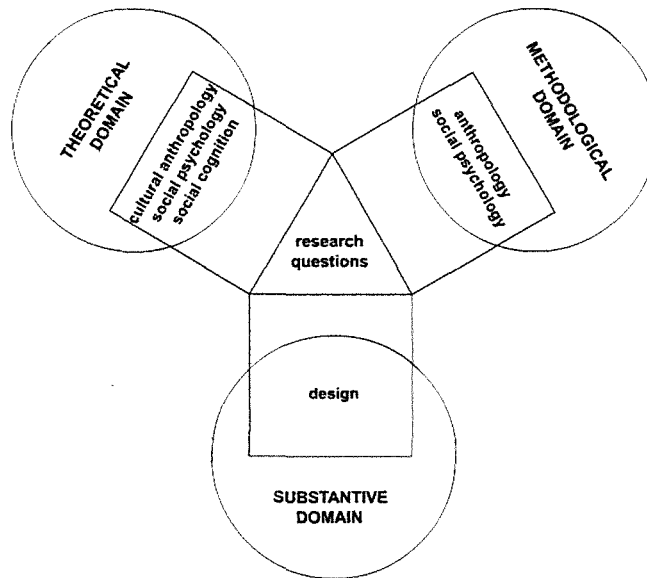 THEORETICAL
DOMAIN
cultural anthropology
social psychology
social cognition
METHODOLOGICAL
DOMAIN
anthropology
social psychology
research
questions
design
SUBSTANTIVE
DOMAIN